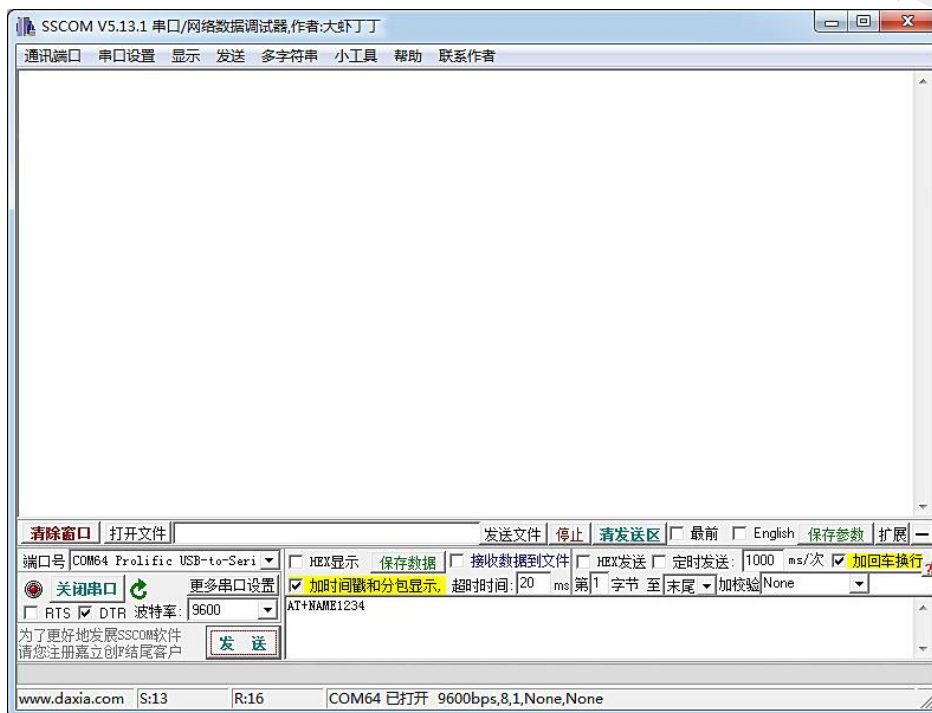 SSCOM V5.13.1 串口/网络数据调试器,作者:大虾丁丁
通讯端口 串口设置 显示 发送 多字符串 小工具 帮助 联系作者
清除窗口 打开文件 发送文件 停止 清发送区 最前 English 保存参数 扩展 —
端口号 COM64 Prolific USB-to-Seri HEX显示 保存数据 接收数据到文件 HEX发送 定时发送: 1000 ms/次 加回车换行 ?
关闭串口 更多串口设置 加时间戳和分包显示, 超时时间: 20 ms 第 1 字节 至 末尾 加校验 None
RTS DTR 波特率: 9600
AT+NAME1234
为了更好地发展SSCOM软件
请您注册嘉立创F结尾客户
发 送
www.daxia.com S:13 R:16 COM64 已打开 9600bps,8,1,None,None